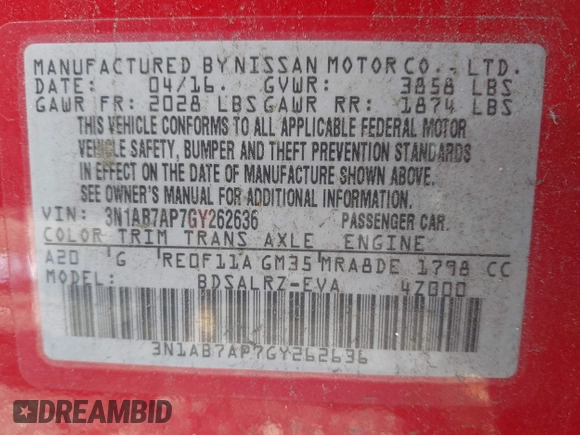 MANUFACTURED BY NISSAN MOTOR CO., LTD.
DATE: 04/16. GVWR: 3858 LBS
GAWR FR: 2028 LBS GAWR RR: 1874 LBS
THIS VEHICLE CONFORMS TO ALL APPLICABLE FEDERAL MOTOR
VEHICLE SAFETY, BUMPER AND THEFT PREVENTION STANDARDS
IN EFFECT ON THE DATE OF MANUFACTURE SHOWN ABOVE.
SEE OWNER'S MANUAL FOR ADDITIONAL INFORMATION
VIN: 3N1AB7AP7GY262636 PASSENGER CAR.
COLOR TRIM TRANS AXLE ENGINE
A20 G RE0F11A GM35 MRA8DE 1798 CC
BDSALRZ-EVA 4Z000
3N1AB7AP7GY262636
DREAMBID